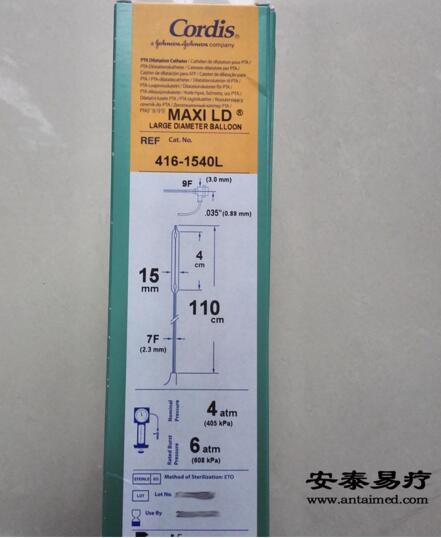 Cordis®
a Johnson & Johnson company
PTA Dilatation Catheter
MAXI LD ®
LARGE DIAMETER BALLOON
REF Cat. No.
416-1540L
9F (3.0 mm)
.035" (0.89 mm)
4
cm
15
mm
110
cm
7F
(2.3 mm)
Nominal Pressure
4 atm
(405 kPa)
Rated Burst Pressure
6 atm
(608 kPa)
STERILE EO Method of Sterilization: ETO
LOT Lot No.
Use By
安泰易疗
www.antaimed.com